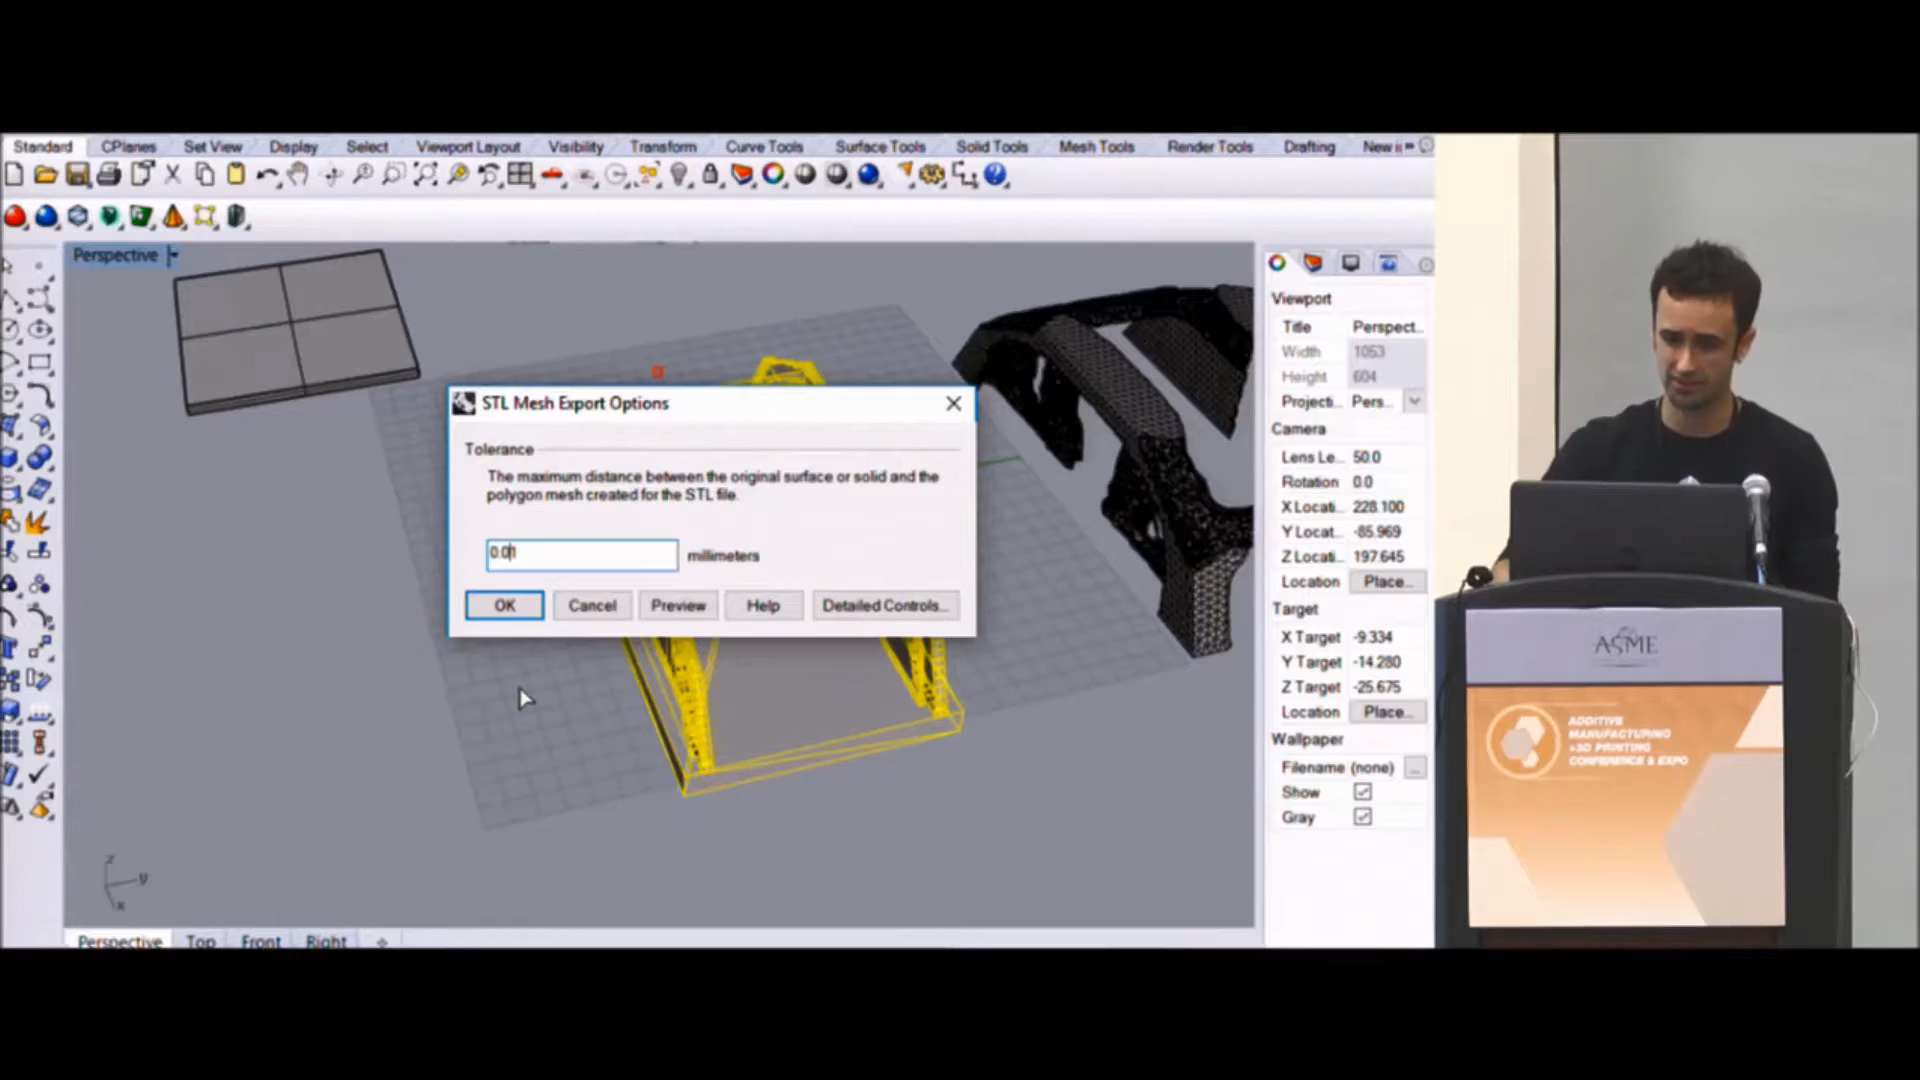 Standard CPlanes Set View Display Select Viewport Layout Visibility Transform Curve Tools Surface Tools Solid Tools Mesh Tools Render Tools Drafting New
Perspective
STL Mesh Export Options
Tolerance
The maximum distance between the original surface or solid and the
polygon mesh created for the STL file.
0.01 millimeters
OK Cancel Preview Help Detailed Controls...
z
y
x
Perspective Top Front Right
Viewport
Title Perspect...
Width 1053
Height 604
Projecti... Pers...
Camera
Lens Le... 50.0
Rotation 0.0
X Locati... 228.100
Y Locat... -85.969
Z Locati... 197.645
Location Place...
Target
X Target -9.334
Y Target -14.280
Z Target -25.675
Location Place...
Wallpaper
Filename (none) ...
Show
Gray
ASME
ADDITIVE
MANUFACTURING
+3D PRINTING
CONFERENCE & EXPO